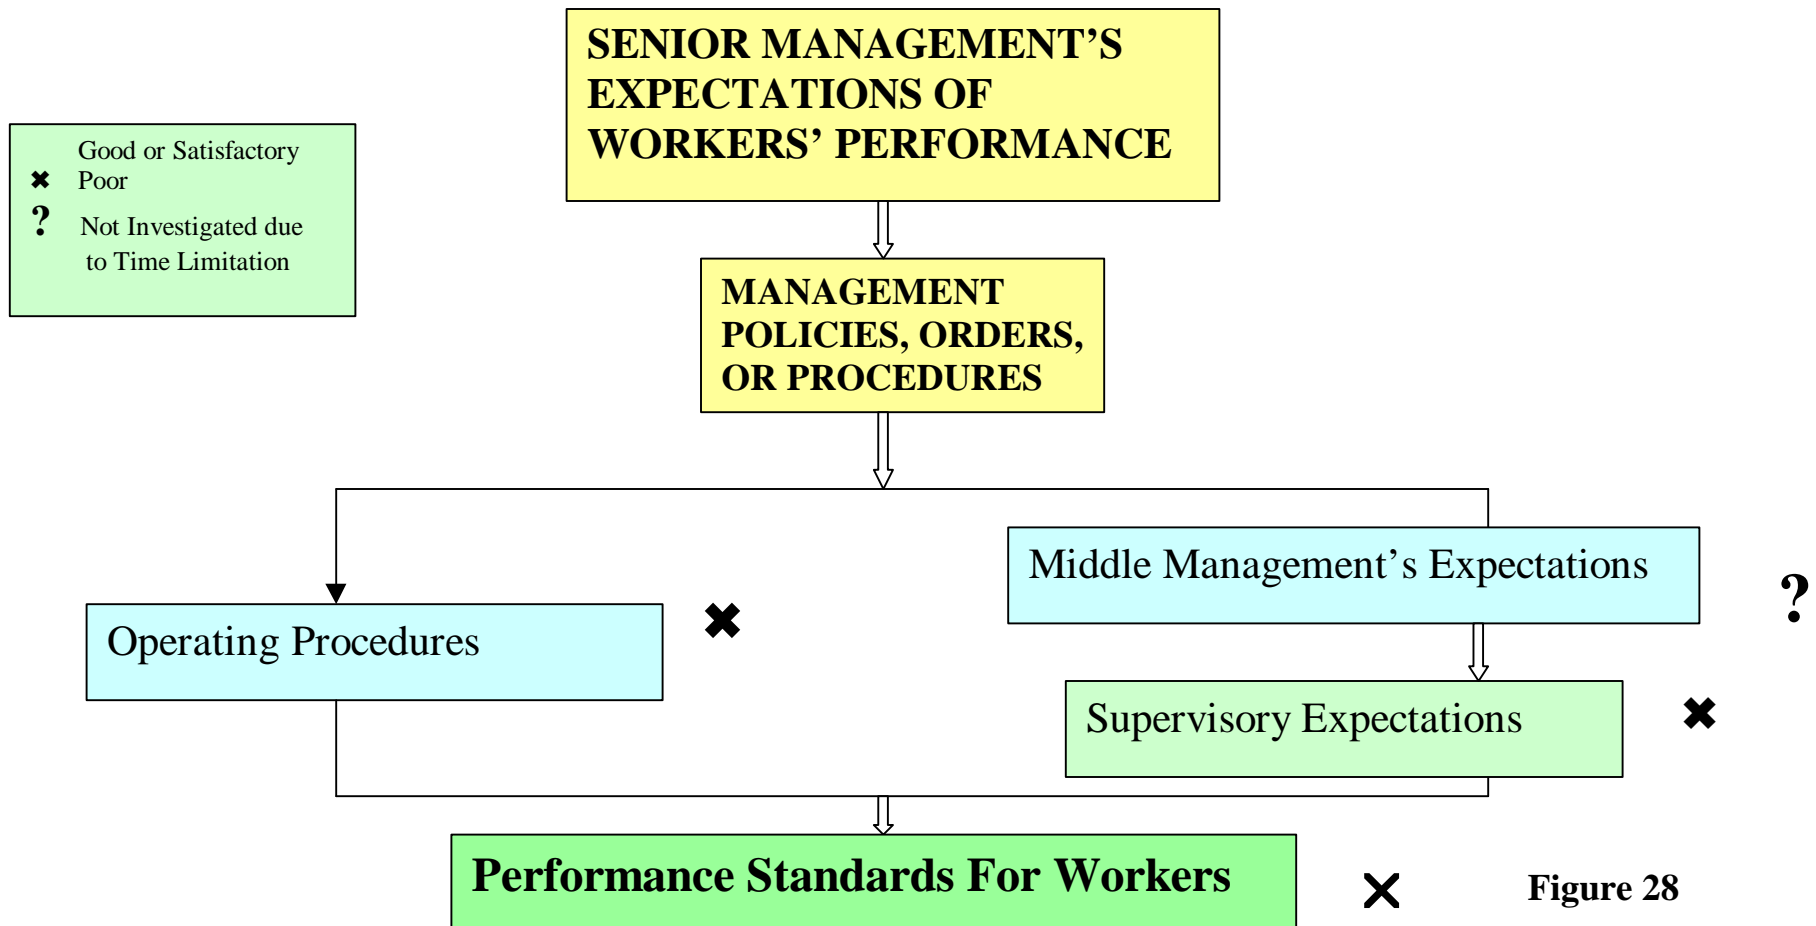 SENIOR MANAGEMENT’S
EXPECTATIONS OF
WORKERS’ PERFORMANCE
Good or Satisfactory
✖ Poor
? Not Investigated due
to Time Limitation
MANAGEMENT
POLICIES, ORDERS,
OR PROCEDURES
Middle Management’s Expectations
?
Operating Procedures
✖
Supervisory Expectations
✖
Performance Standards For Workers
✕
Figure 28